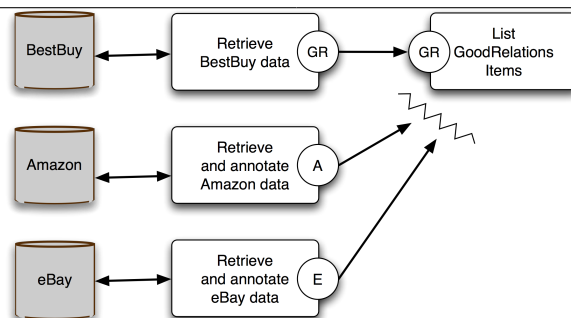 BestBuy
Retrieve
BestBuy data
GR
GR
List
GoodRelations
Items
Amazon
Retrieve
and annotate
Amazon data
A
eBay
Retrieve
and annotate
eBay data
E